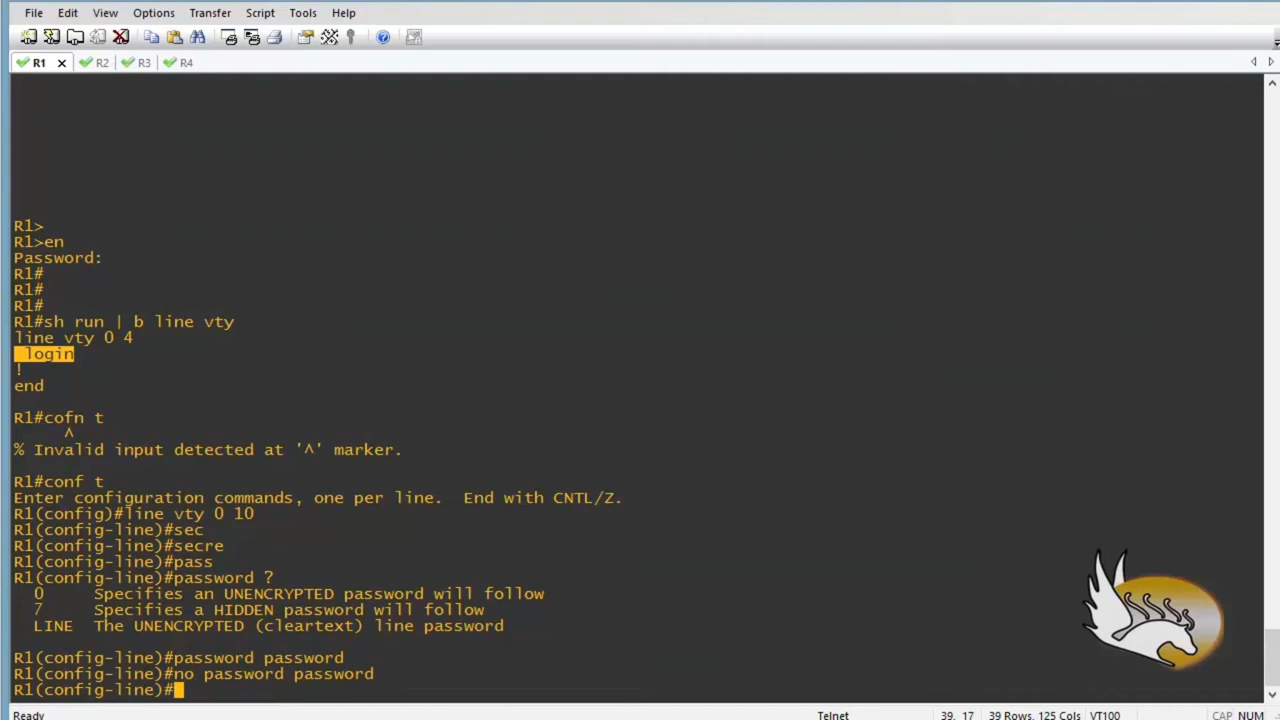 File Edit View Options Transfer Script Tools Help
R1 R2 R3 R4
R1>
R1>en
Password:
R1#
R1#
R1#
R1#sh run | b line vty
line vty 0 4
 login
!
end
R1#cofn t
^
% Invalid input detected at '^' marker.
R1#conf t
Enter configuration commands, one per line.  End with CNTL/Z.
R1(config)#line vty 0 10
R1(config-line)#sec
R1(config-line)#secre
R1(config-line)#pass
R1(config-line)#password ?
0 Specifies an UNENCRYPTED password will follow
7 Specifies a HIDDEN password will follow
LINE The UNENCRYPTED (cleartext) line password
R1(config-line)#password password
R1(config-line)#no password password
R1(config-line)#
Ready Telnet 39, 17 39 Rows, 125 Cols VT100 CAP NUM